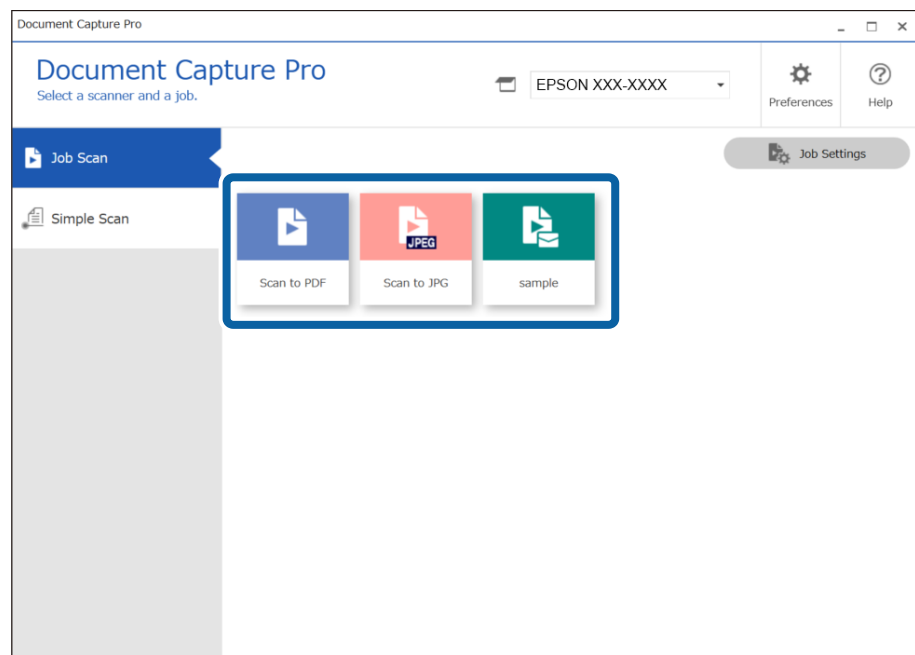 Document Capture Pro
Document Capture Pro
Select a scanner and a job.
EPSON XXX-XXXX
Preferences
Help
Job Scan
Job Settings
Simple Scan
JPEG
Scan to PDF
Scan to JPG
sample